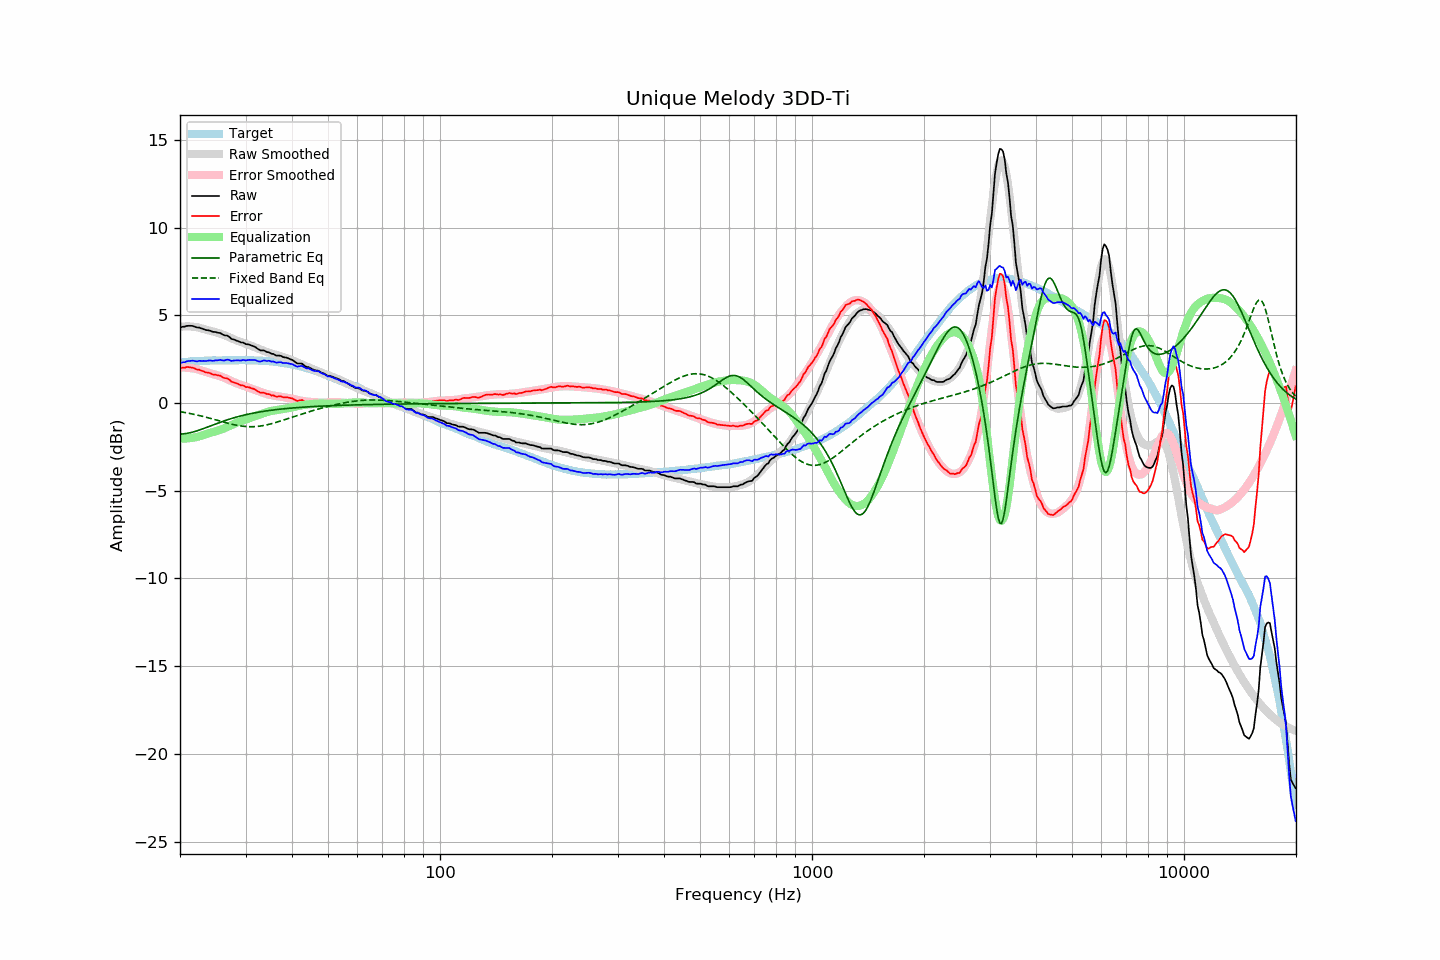 Unique Melody 3DD-Ti
Target
Raw Smoothed
Error Smoothed
Raw
Error
Equalization
Parametric Eq
Fixed Band Eq
Equalized
15
10
5
0
−5
−10
−15
−20
−25
Amplitude (dBr)
100
1000
10000
Frequency (Hz)